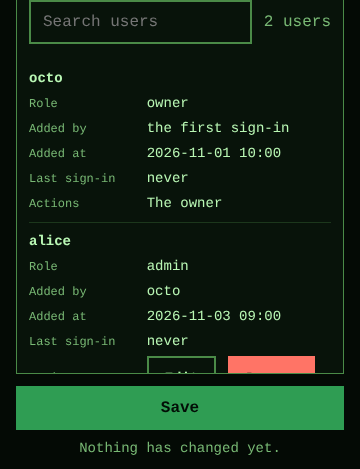 Search users
2 users
octo
Role owner
Added by the first sign-in
Added at 2026-11-01 10:00
Last sign-in never
Actions The owner
alice
Role admin
Added by octo
Added at 2026-11-03 09:00
Last sign-in never
Save
Nothing has changed yet.